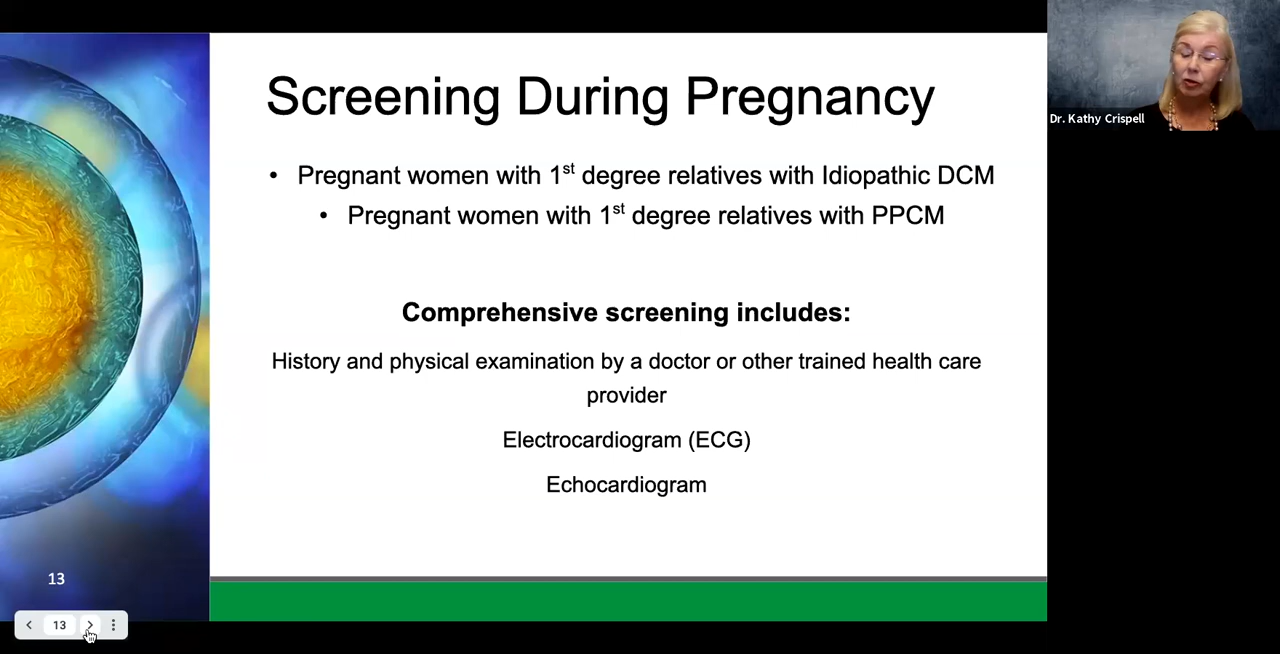 Screening During Pregnancy
• Pregnant women with 1st degree relatives with Idiopathic DCM
• Pregnant women with 1st degree relatives with PPCM
Comprehensive screening includes:
History and physical examination by a doctor or other trained health care
provider
Electrocardiogram (ECG)
Echocardiogram
13
13
Dr. Kathy Crispell